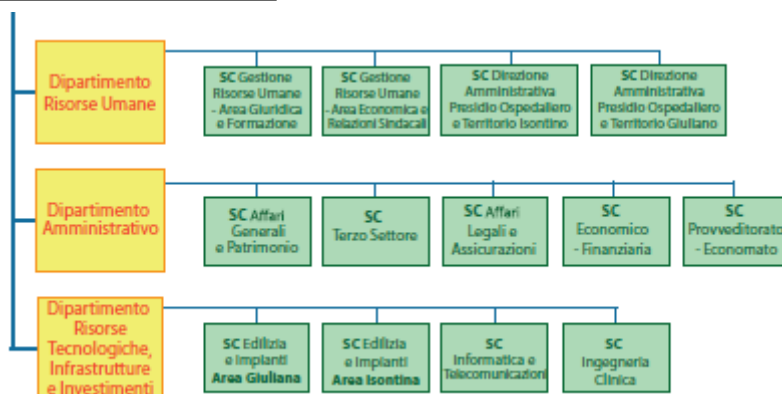 Dipartimento
Risorse Umane
SC Gestione
Risorse Umane
- Area Giuridica
e Formazione
SC Gestione
Risorse Umane
- Area Economica e
Relazioni Sindacali
SC Direzione
Amministrativa
Presidio Ospedaliero
e Territorio Isontino
SC Direzione
Amministrativa
Presidio Ospedaliero
e Territorio Giuliano
Dipartimento
Amministrativo
SC Affari
Generali
e Patrimonio
SC
Terzo Settore
SC Affari
Legali e
Assicurazioni
SC
Economico
- Finanziaria
SC
Provveditorato
- Economato
Dipartimento
Risorse
Tecnologiche,
Infrastrutture
e Investimenti
SC Edilizia
e Impianti
Area Giuliana
SC Edilizia
e Impianti
Area Isontina
SC
Informatica e
Telecomunicazioni
SC
Ingegneria
Clinica